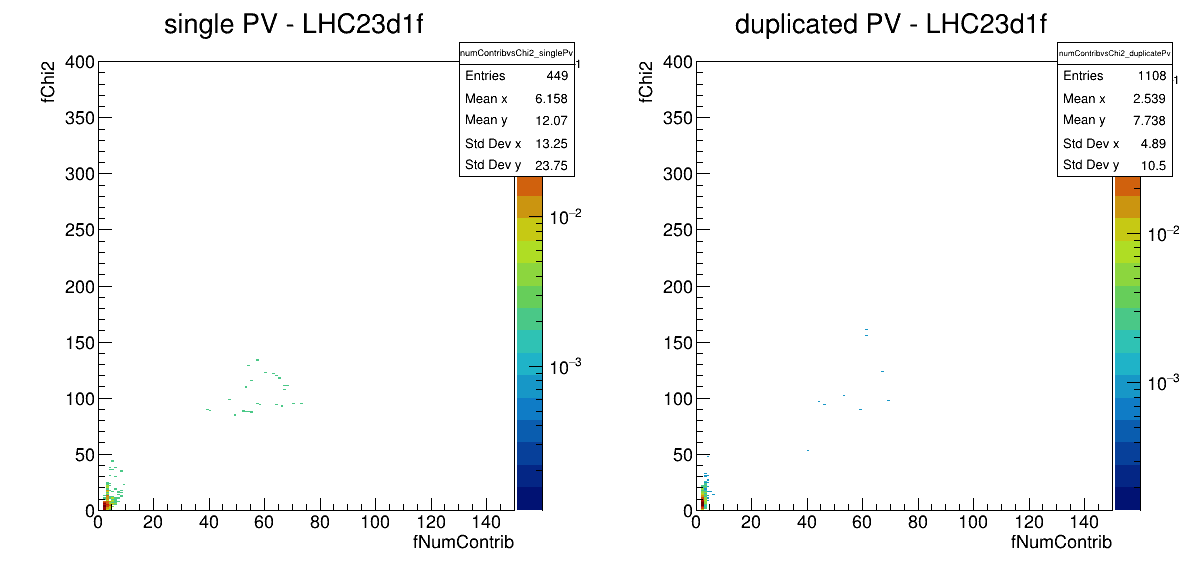 single PV - LHC23d1f
numContribvsChi2_singlePv
Entries 449
Mean x 6.158
Mean y 12.07
Std Dev x 13.25
Std Dev y 23.75
fChi2
400
350
300
250
200
150
100
50
0
0 20 40 60 80 100 120 140
fNumContrib
1
10⁻²
10⁻³
duplicated PV - LHC23d1f
numContribvsChi2_duplicatePv
Entries 1108
Mean x 2.539
Mean y 7.738
Std Dev x 4.89
Std Dev y 10.5
fChi2
400
350
300
250
200
150
100
50
0
0 20 40 60 80 100 120 140
fNumContrib
1
10⁻²
10⁻³